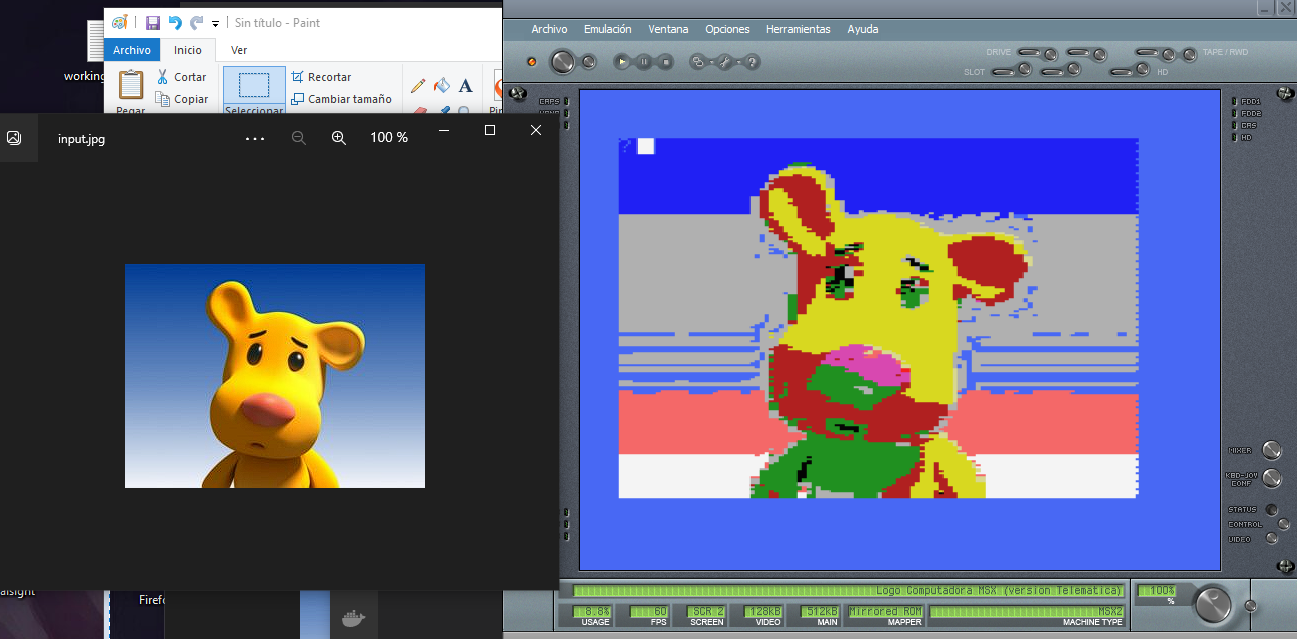 Sin título - Paint
Archivo Inicio Ver
working
Pegar
Cortar
Copiar
Seleccionar
Recortar
Cambiar tamaño
A
input.jpg
100 %
Firefo
Archivo Emulación Ventana Opciones Herramientas Ayuda
DRIVE
TAPE / RWD
SLOT
HD
CAPS
FDD1
FDD2
CAS
HD
?
MIXER
KBD-JOY
CONF
STATUS
CONTROL
VIDEO
Logo Computadora MSX (version Telematica)
100%
%
8.8% 60 SCR 2 128kB 512kB Mirrored ROM MSX2
USAGE FPS SCREEN VIDEO MAIN MAPPER MACHINE TYPE